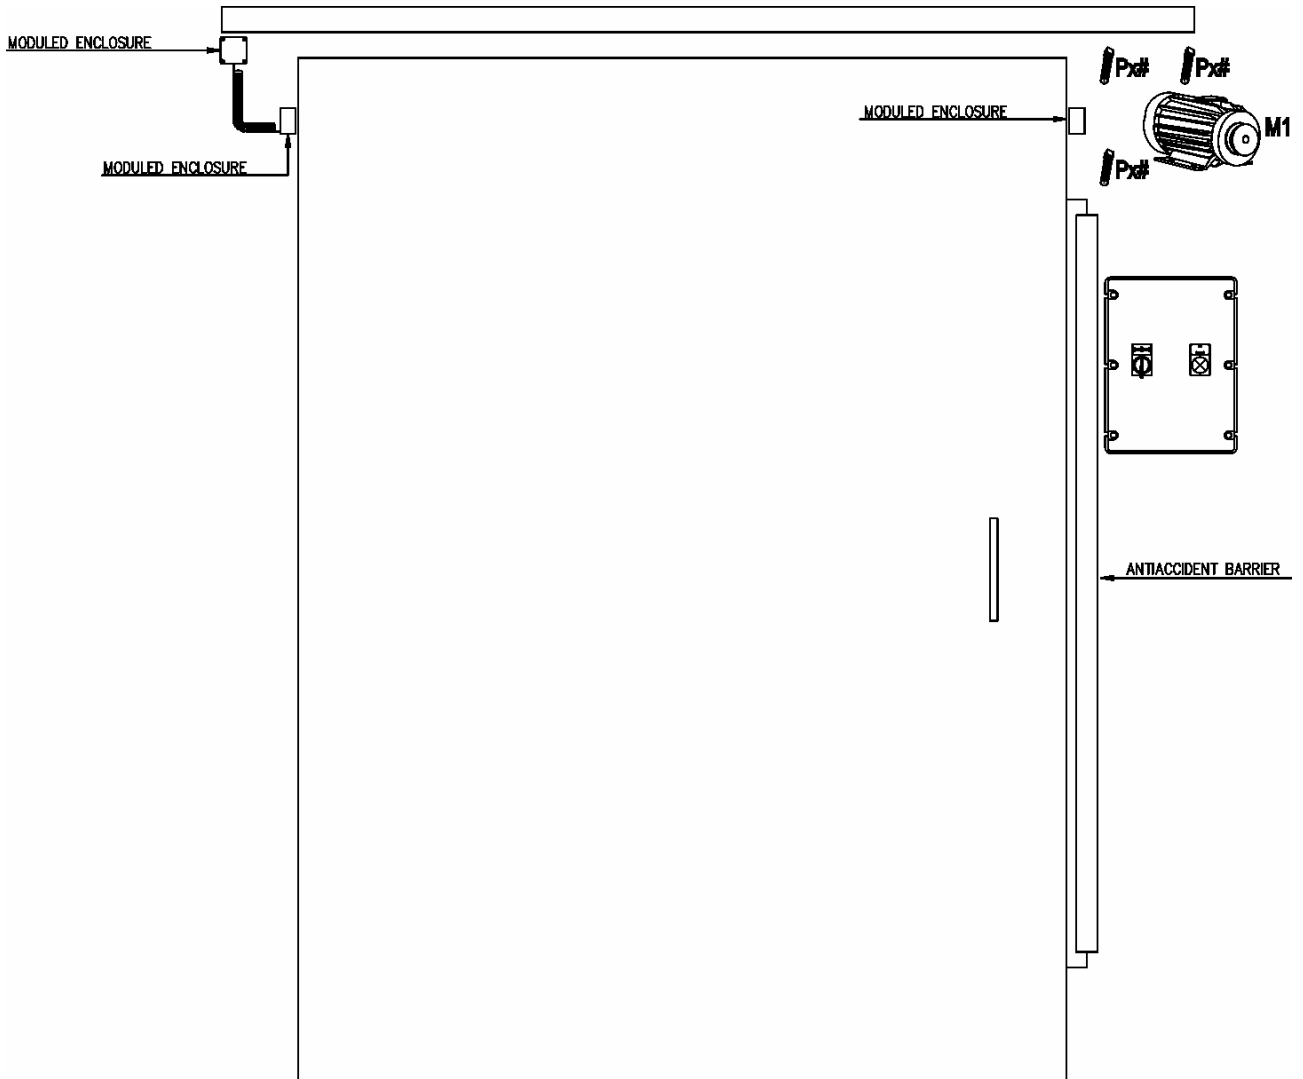 MODULED ENCLOSURE
Px#
Px#
MODULED ENCLOSURE
M1
MODULED ENCLOSURE
Px#
ANTIACCIDENT BARRIER